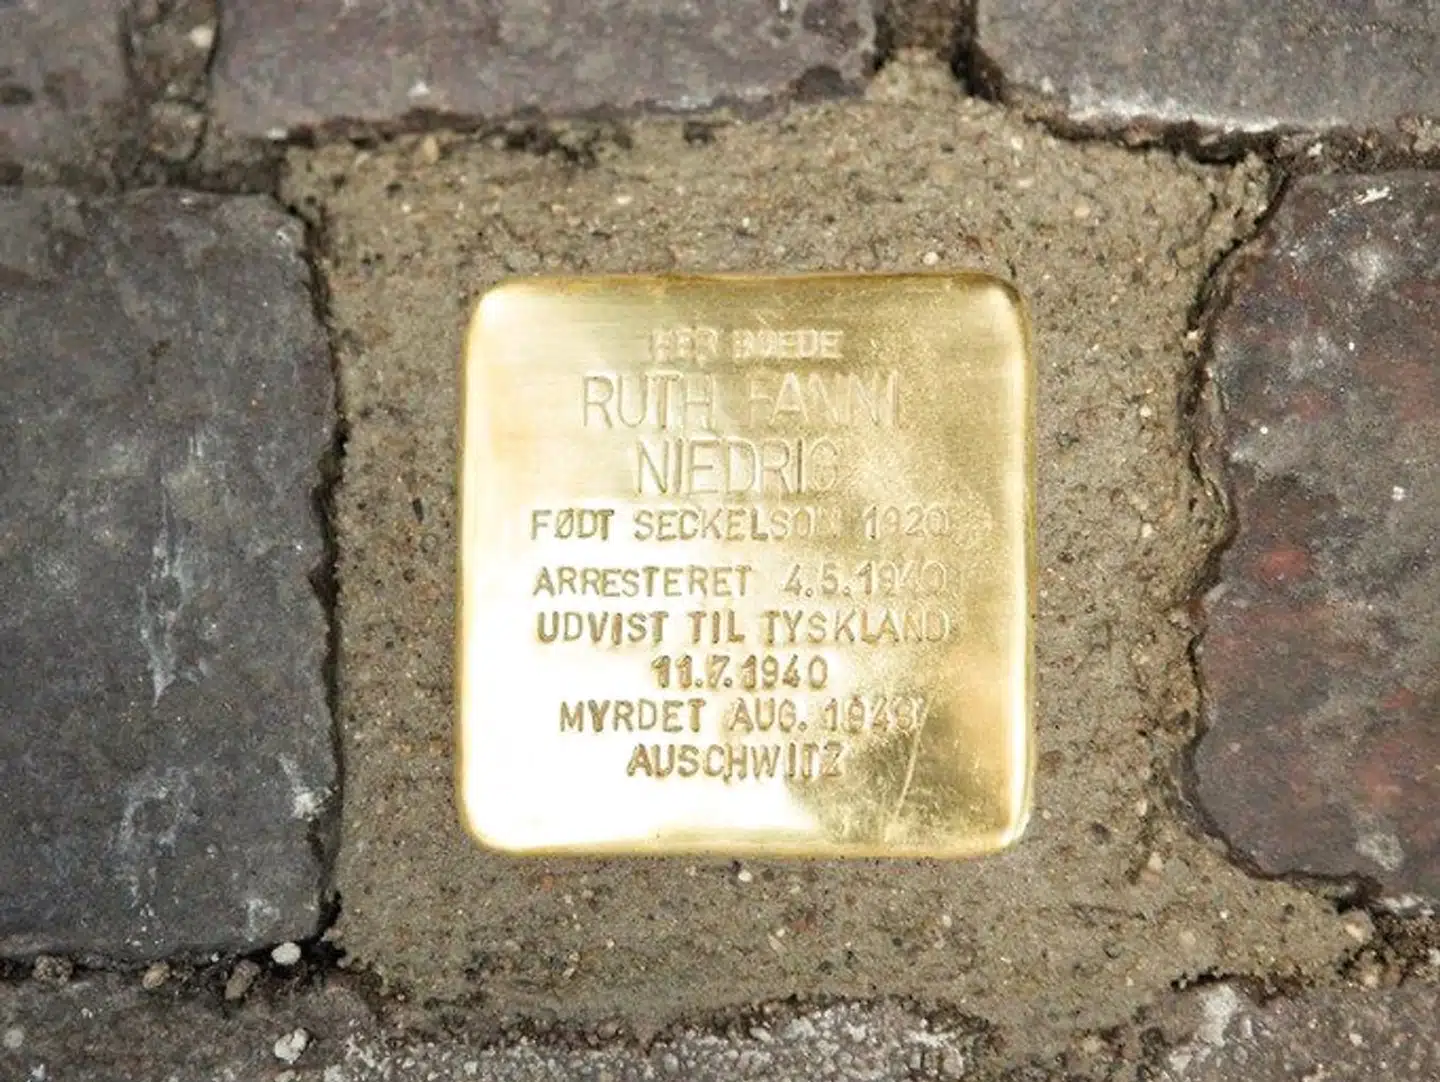 HER BOEDE
RUTH FANNI
NIEDRIG
FØDT SECKELSON 1920
ARRESTERET 4.5.1940
UDVIST TIL TYSKLAND
11.7.1940
MYRDET AUG. 1943
AUSCHWITZ